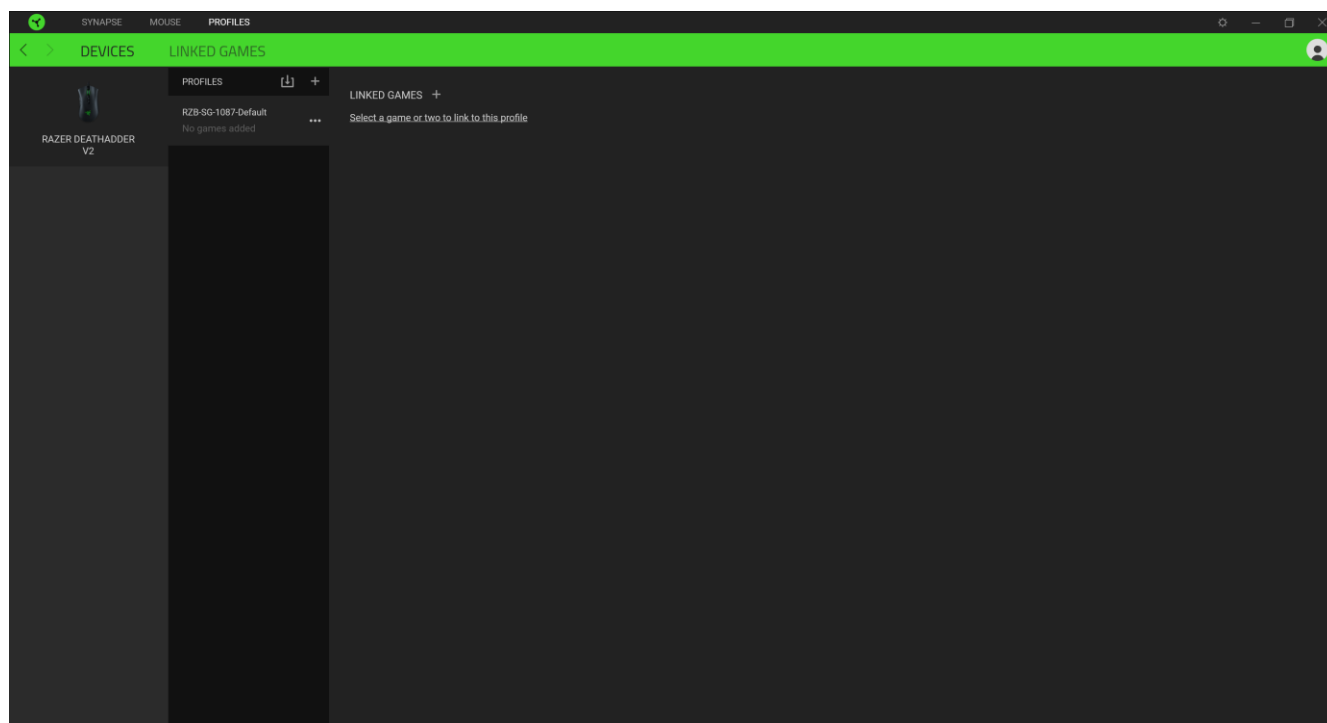 SYNAPSE MOUSE PROFILES
DEVICES LINKED GAMES
RAZER DEATHADDER
V2
PROFILES
RZB-SG-1087-Default
No games added
LINKED GAMES +
Select a game or two to link to this profile